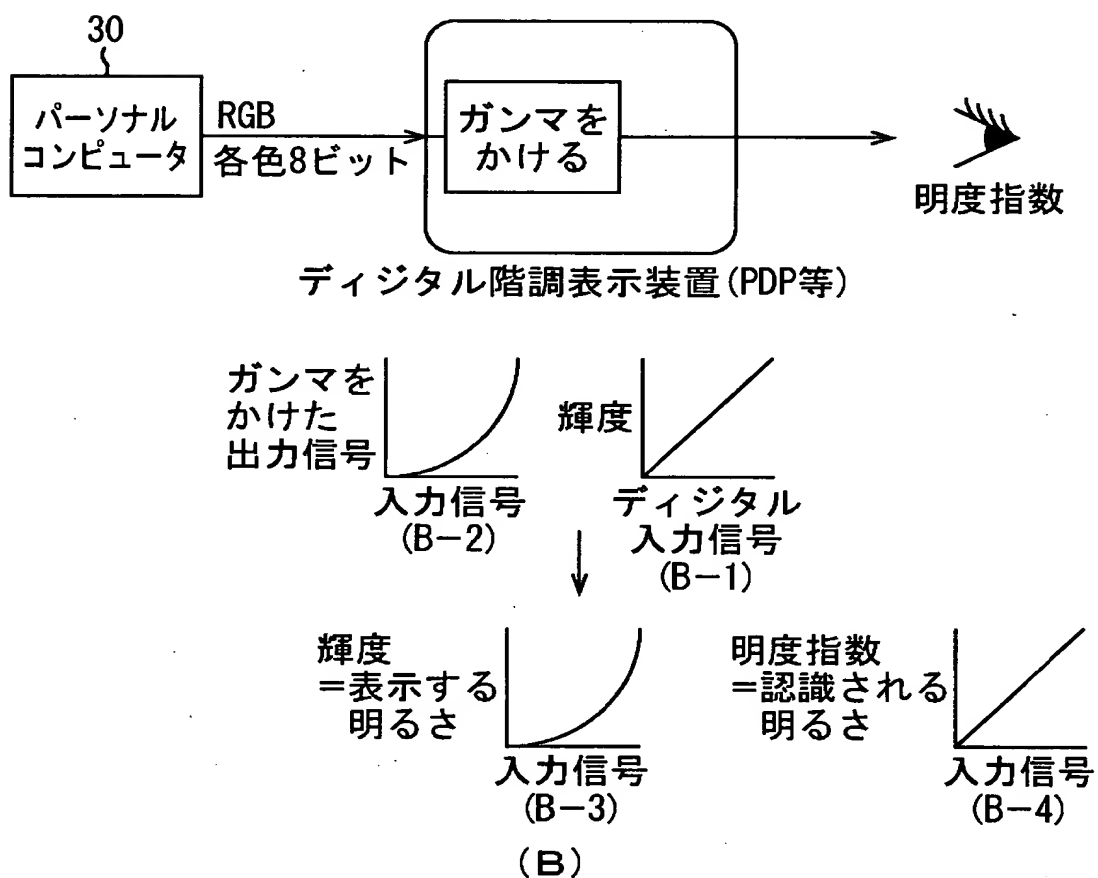 30
パーソナル
コンピュータ
RGB
各色8ビット
ガンマを
かける
明度指数
ディジタル階調表示装置(PDP等)
ガンマを
かけた
出力信号
入力信号
(B−2)
輝度
ディジタル
入力信号
(B−1)
輝度
=表示する
明るさ
入力信号
(B−3)
明度指数
=認識される
明るさ
入力信号
(B−4)
(B)